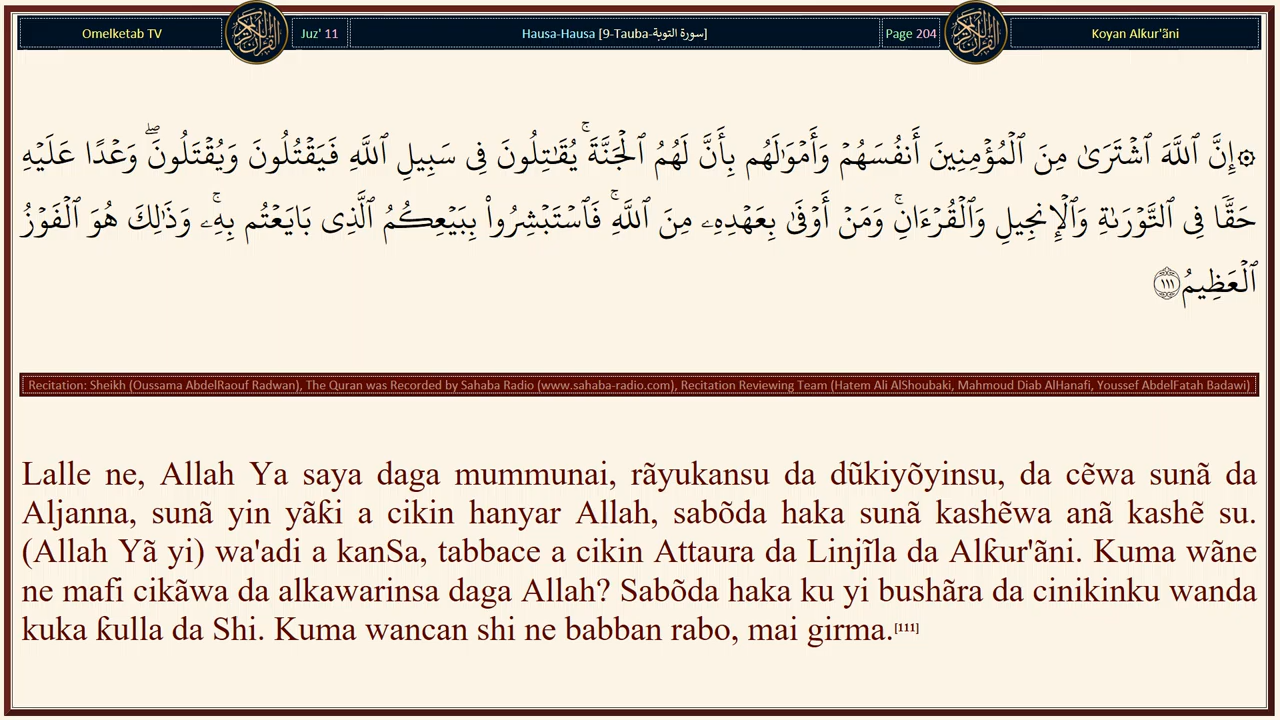 Omelketab TV
Juz' 11
Hausa-Hausa [9-Tauba-سورة التوبة]
Page 204
Koyan Alƙur'ãni
۞إِنَّ ٱللَّهَ ٱشْتَرَىٰ مِنَ ٱلْمُؤْمِنِينَ أَنفُسَهُمْ وَأَمْوَٰلَهُم بِأَنَّ لَهُمُ ٱلْجَنَّةَۚ يُقَٰتِلُونَ فِى سَبِيلِ ٱللَّهِ فَيَقْتُلُونَ وَيُقْتَلُونَۖ وَعْدًا عَلَيْهِ
حَقًّا فِى ٱلتَّوْرَىٰةِ وَٱلْإِنجِيلِ وَٱلْقُرْءَانِۚ وَمَنْ أَوْفَىٰ بِعَهْدِهِۦ مِنَ ٱللَّهِۚ فَٱسْتَبْشِرُوا۟ بِبَيْعِكُمُ ٱلَّذِى بَايَعْتُم بِهِۦۚ وَذَٰلِكَ هُوَ ٱلْفَوْزُ
ٱلْعَظِيمُ ١١١
Recitation: Sheikh (Oussama AbdelRaouf Radwan), The Quran was Recorded by Sahaba Radio (www.sahaba-radio.com), Recitation Reviewing Team (Hatem Ali AlShoubaki, Mahmoud Diab AlHanafi, Youssef AbdelFatah Badawi)
Lalle ne, Allah Ya saya daga mummunai, rãyukansu da dũkiyõyinsu, da cẽwa sunã da
Aljanna, sunã yin yãƙi a cikin hanyar Allah, sabõda haka sunã kashẽwa anã kashẽ su.
(Allah Yã yi) wa'adi a kanSa, tabbace a cikin Attaura da Linjĩla da Alƙur'ãni. Kuma wãne
ne mafi cikãwa da alkawarinsa daga Allah? Sabõda haka ku yi bushãra da cinikinku wanda
kuka ƙulla da Shi. Kuma wancan shi ne babban rabo, mai girma.[111]